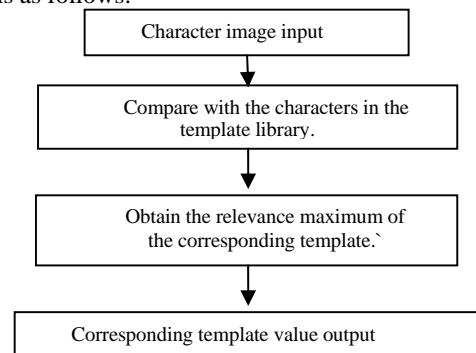 is as follows:
Character image input
Compare with the characters in the
template library.
Obtain the relevance maximum of
the corresponding template.`
Corresponding template value output